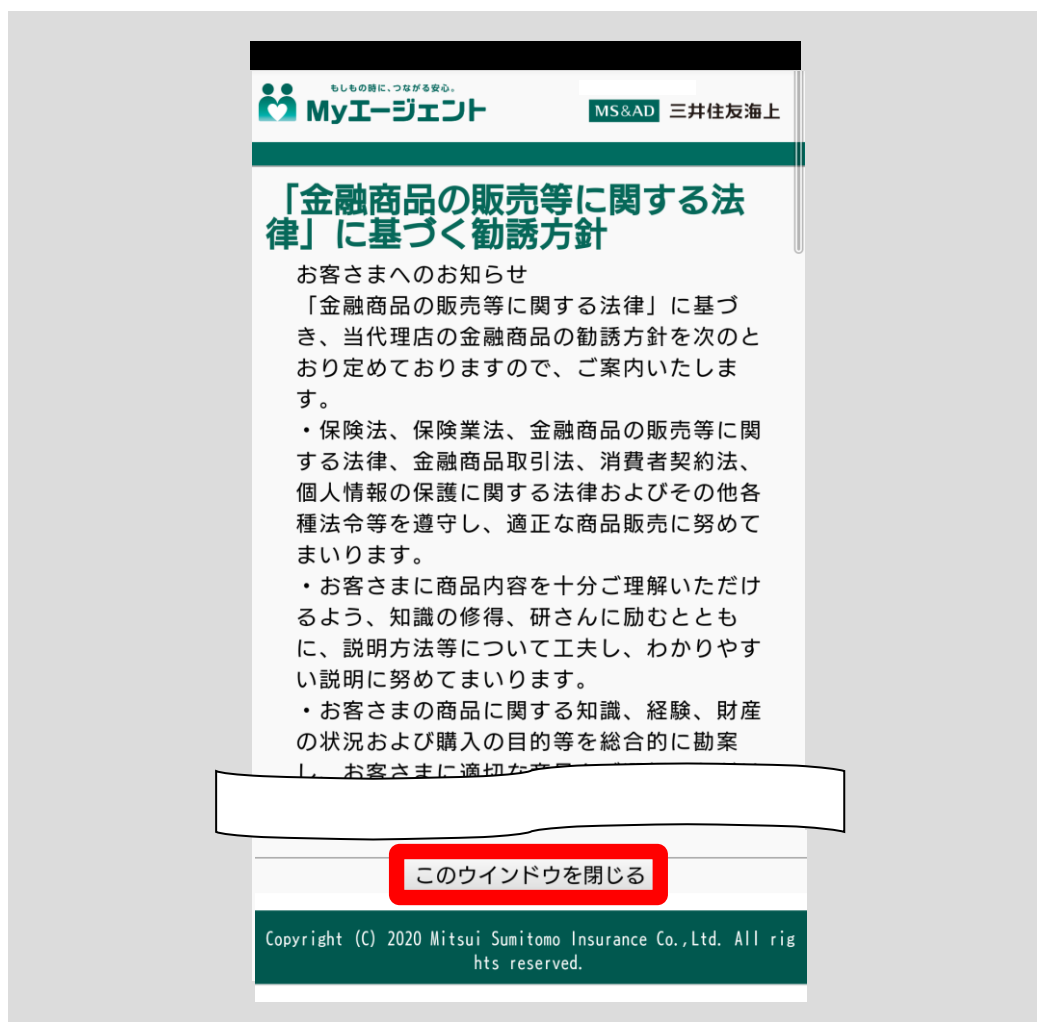 もしもの時に、つながる安心。
Myエージェント
MS&AD 三井住友海上
「金融商品の販売等に関する法
律」に基づく勧誘方針
お客さまへのお知らせ
「金融商品の販売等に関する法律」に基づ
き、当代理店の金融商品の勧誘方針を次のと
おり定めておりますので、ご案内いたしま
す。
・保険法、保険業法、金融商品の販売等に関
する法律、金融商品取引法、消費者契約法、
個人情報の保護に関する法律およびその他各
種法令等を遵守し、適正な商品販売に努めて
まいります。
・お客さまに商品内容を十分ご理解いただけ
るよう、知識の修得、研さんに励むととも
に、説明方法等について工夫し、わかりやす
い説明に努めてまいります。
・お客さまの商品に関する知識、経験、財産
の状況および購入の目的等を総合的に勘案
し、お客さまに適切な商品
このウインドウを閉じる
Copyright (C) 2020 Mitsui Sumitomo Insurance Co.,Ltd. All rig
hts reserved.